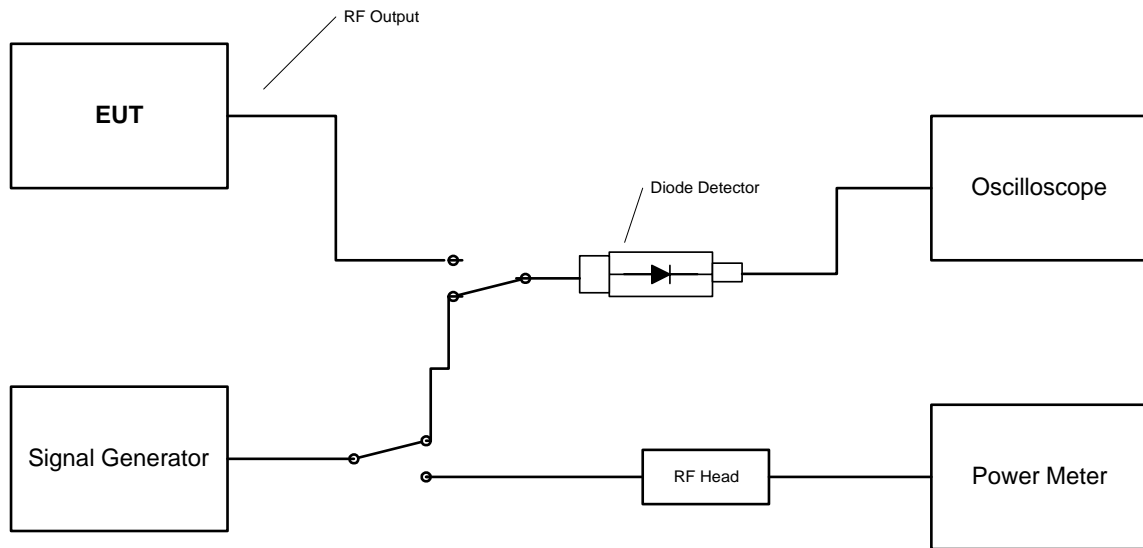 RF Output
EUT
Diode Detector
Oscilloscope
Signal Generator
RF Head
Power Meter